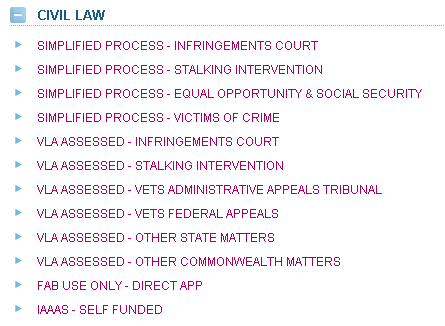 CIVIL LAW
SIMPLIFIED PROCESS - INFRINGEMENTS COURT
SIMPLIFIED PROCESS - STALKING INTERVENTION
SIMPLIFIED PROCESS - EQUAL OPPORTUNITY & SOCIAL SECURITY
SIMPLIFIED PROCESS - VICTIMS OF CRIME
VLA ASSESSED - INFRINGEMENTS COURT
VLA ASSESSED - STALKING INTERVENTION
VLA ASSESSED - VETS ADMINISTRATIVE APPEALS TRIBUNAL
VLA ASSESSED - VETS FEDERAL APPEALS
VLA ASSESSED - OTHER STATE MATTERS
VLA ASSESSED - OTHER COMMONWEALTH MATTERS
FAB USE ONLY - DIRECT APP
IAAAS - SELF FUNDED